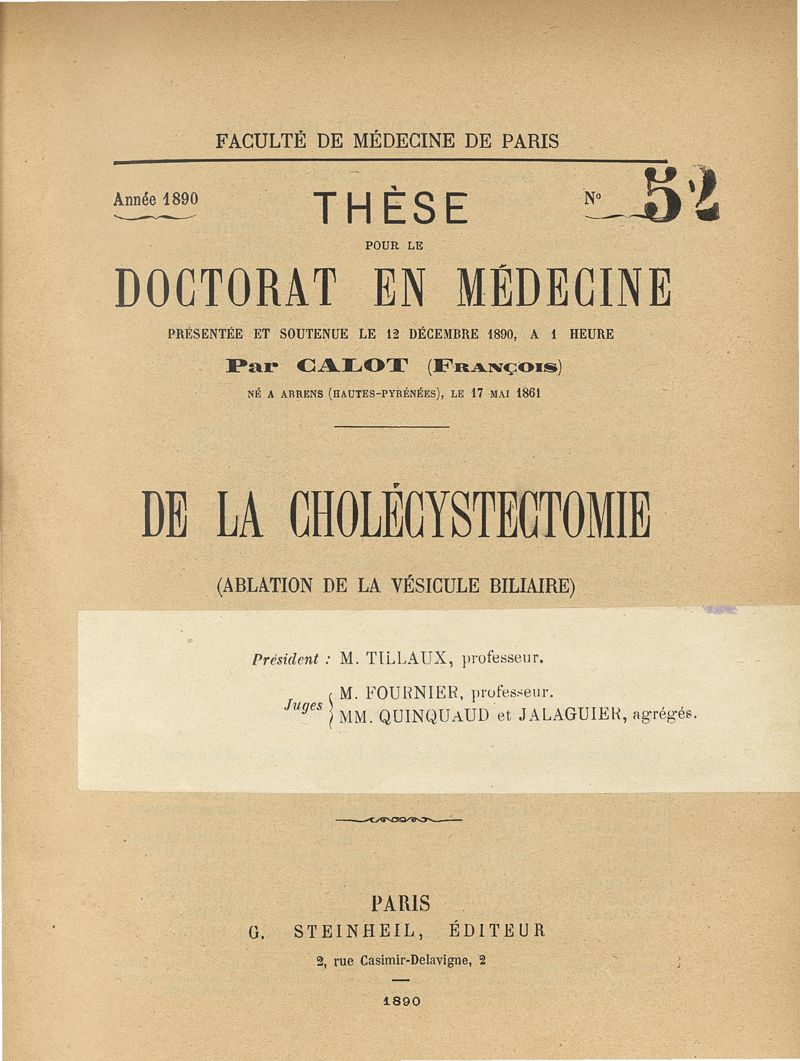 FACULTÉ DE MÉDECINE DE PARIS
Année 1890
THÈSE
Nº 52
POUR LE
DOCTORAT EN MÉDECINE
PRÉSENTÉE ET SOUTENUE LE 12 DÉCEMBRE 1890, A 1 HEURE
Par CALOT (FRANÇOIS)
NÉ A ARRENS (HAUTES-PYRÉNÉES), LE 17 MAI 1861
DE LA CHOLÉCYSTECTOMIE
(ABLATION DE LA VÉSICULE BILIAIRE)
Président : M. TILLAUX, professeur.
Juges
M. FOURNIER, professeur.
MM. QUINQUAUD et JALAGUIER, agrégés.
PARIS
G. STEINHEIL, ÉDITEUR
2, rue Casimir-Delavigne, 2
1890